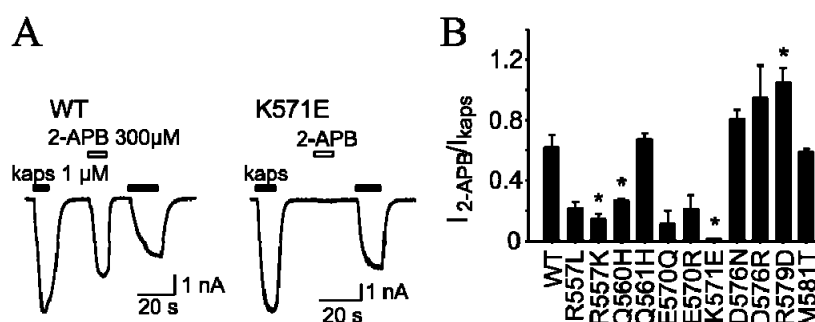 A
WT
2-APB 300µM
kaps 1 µM
1 nA
20 s
K571E
2-APB
kaps
1 nA
20 s
B
I 2-APB/Ikaps
1.2
0.8
0.4
0
*
*
*
*
WT
R557L
R557K
Q560H
Q561H
E570Q
E570R
K571E
D576N
D576R
R579D
M581T